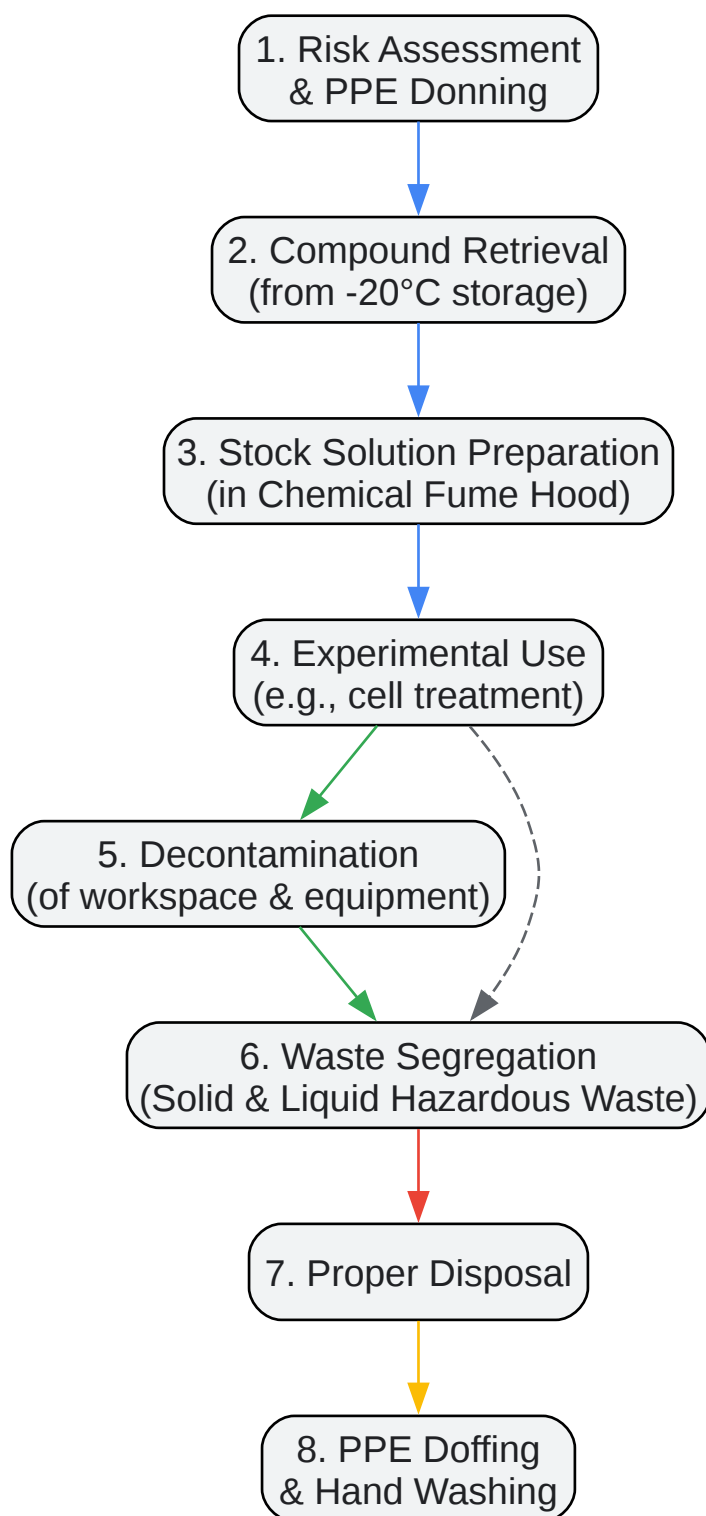 1. Risk Assessment
& PPE Donning
2. Compound Retrieval
(from -20°C storage)
3. Stock Solution Preparation
(in Chemical Fume Hood)
4. Experimental Use
(e.g., cell treatment)
5. Decontamination
(of workspace & equipment)
6. Waste Segregation
(Solid & Liquid Hazardous Waste)
7. Proper Disposal
8. PPE Doffing
& Hand Washing